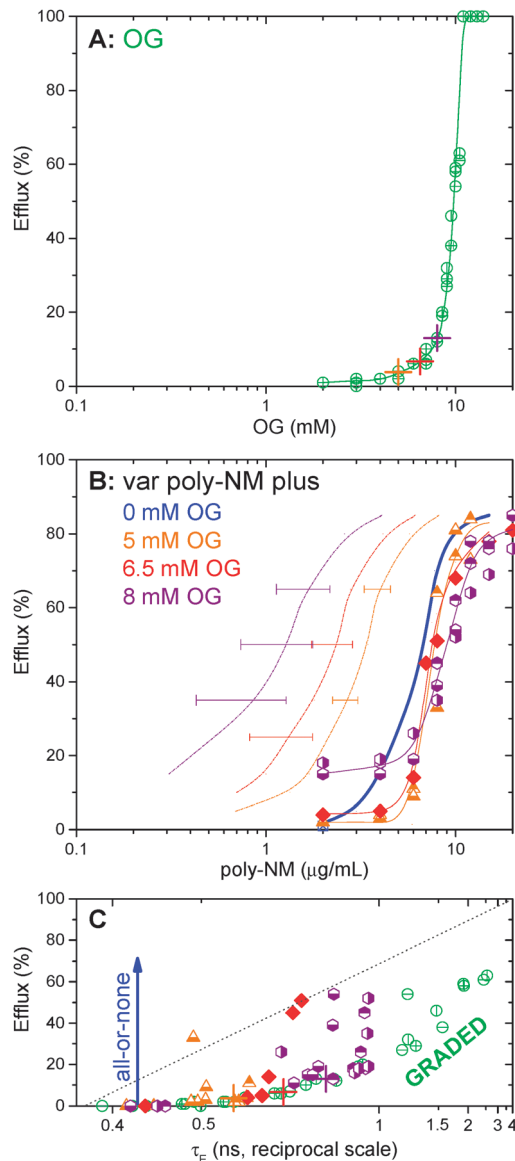 A: OG
100
80
60
40
20
0
Efflux (%)
0.1
1
10
OG (mM)
B: var poly-NM plus
0 mM OG
5 mM OG
6.5 mM OG
8 mM OG
100
80
60
40
20
0
Efflux (%)
0.1
1
10
poly-NM (μg/mL)
C
100
80
60
40
20
0
Efflux (%)
all-or-none
GRADED
0.4
0.5
1
1.5
2
3
4
τF (ns, reciprocal scale)